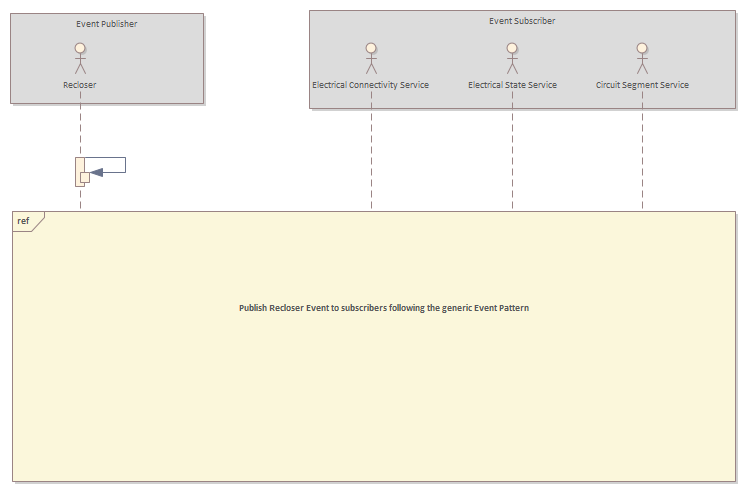 Event Publisher
Event Subscriber
Recloser
Electrical Connectivity Service
Electrical State Service
Circuit Segment Service
ref
Publish Recloser Event to subscribers following the generic Event Pattern